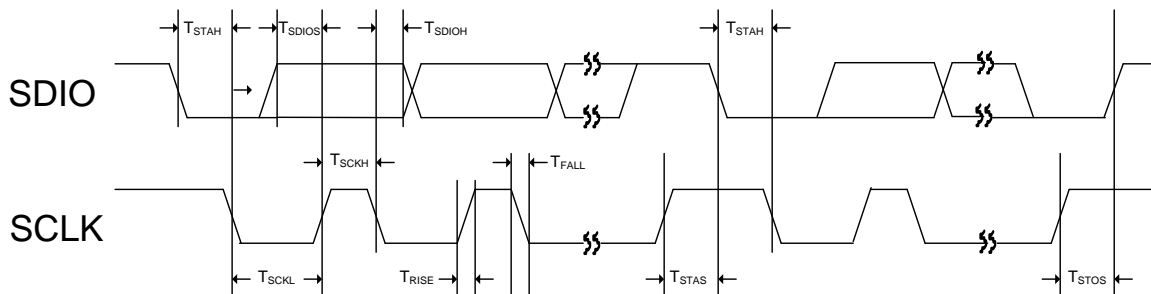 TSTAH TSDIOS TSDIOH TSTAH
SDIO
TSCKH TFALL
SCLK
TSCKL TRISE TSTAS TSTOS